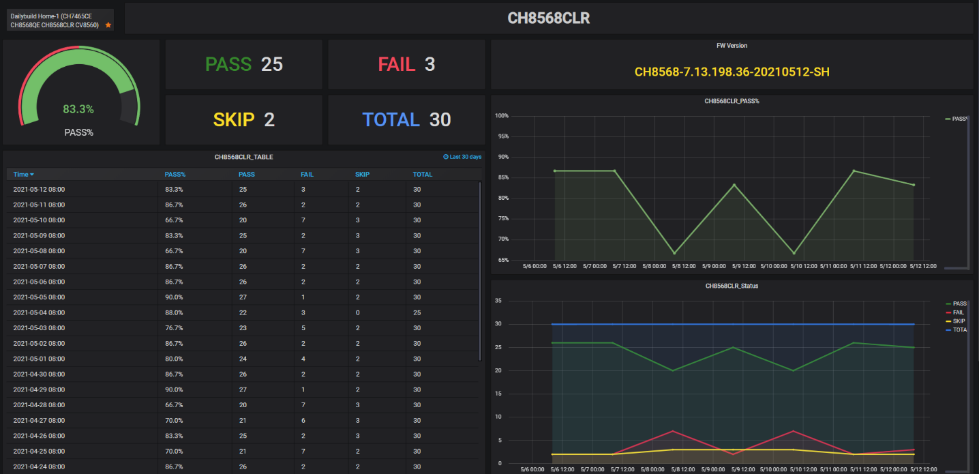 Dailybuild Home-1 (CH7465CE
CH8568QE CH8568CLR CV8560)
CH8568CLR
83.3%
PASS%
PASS 25
FAIL 3
SKIP 2
TOTAL 30
FW Version
CH8568-7.13.198.36-20210512-SH
CH8568CLR_TABLE
Last 30 days
Time PASS% PASS FAIL SKIP TOTAL
2021-05-12 08:00 83.3% 25 3 2 30
2021-05-11 08:00 86.7% 26 2 2 30
2021-05-10 08:00 66.7% 20 7 3 30
2021-05-09 08:00 83.3% 25 2 3 30
2021-05-08 08:00 66.7% 20 7 3 30
2021-05-07 08:00 86.7% 26 2 2 30
2021-05-06 08:00 86.7% 26 2 2 30
2021-05-05 08:00 90.0% 27 1 2 30
2021-05-04 08:00 88.0% 22 3 0 25
2021-05-03 08:00 76.7% 23 5 2 30
2021-05-02 08:00 86.7% 26 2 2 30
2021-05-01 08:00 80.0% 24 4 2 30
2021-04-30 08:00 86.7% 26 2 2 30
2021-04-29 08:00 90.0% 27 1 2 30
2021-04-28 08:00 66.7% 20 7 3 30
2021-04-27 08:00 70.0% 21 6 3 30
2021-04-26 08:00 83.3% 25 2 3 30
2021-04-25 08:00 70.0% 21 7 2 30
2021-04-24 08:00 86.7% 26 2 2 30
CH8568CLR_PASS%
100%
95%
90%
85%
80%
75%
70%
65%
5/6 00:00 5/6 12:00 5/7 00:00 5/7 12:00 5/8 00:00 5/8 12:00 5/9 00:00 5/9 12:00 5/10 00:00 5/10 12:00 5/11 00:00 5/11 12:00 5/12 00:00 5/12 12:00
PASS%
CH8568CLR_Status
35
30
25
20
15
10
5
0
5/6 00:00 5/6 12:00 5/7 00:00 5/7 12:00 5/8 00:00 5/8 12:00 5/9 00:00 5/9 12:00 5/10 00:00 5/10 12:00 5/11 00:00 5/11 12:00 5/12 00:00 5/12 12:00
PASS
FAIL
SKIP
TOTA